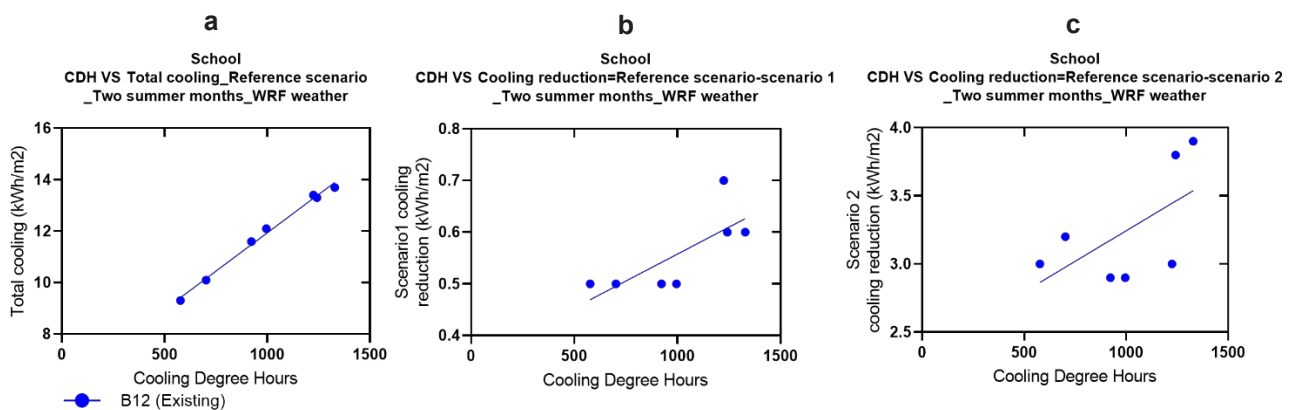 a
School
CDH VS Total cooling_Reference scenario
_Two summer months_WRF weather
Total cooling (kWh/m2)
16
14
12
10
8
0
500
1000
1500
Cooling Degree Hours
B12 (Existing)
b
School
CDH VS Cooling reduction=Reference scenario-scenario 1
_Two summer months_WRF weather
Scenario1 cooling
reduction (kWh/m2)
0.8
0.7
0.6
0.5
0.4
0
500
1000
1500
Cooling Degree Hours
c
School
CDH VS Cooling reduction=Reference scenario-scenario 2
_Two summer months_WRF weather
Scenario 2
cooling reduction (kWh/m2)
4.0
3.5
3.0
2.5
0
500
1000
1500
Cooling Degree Hours